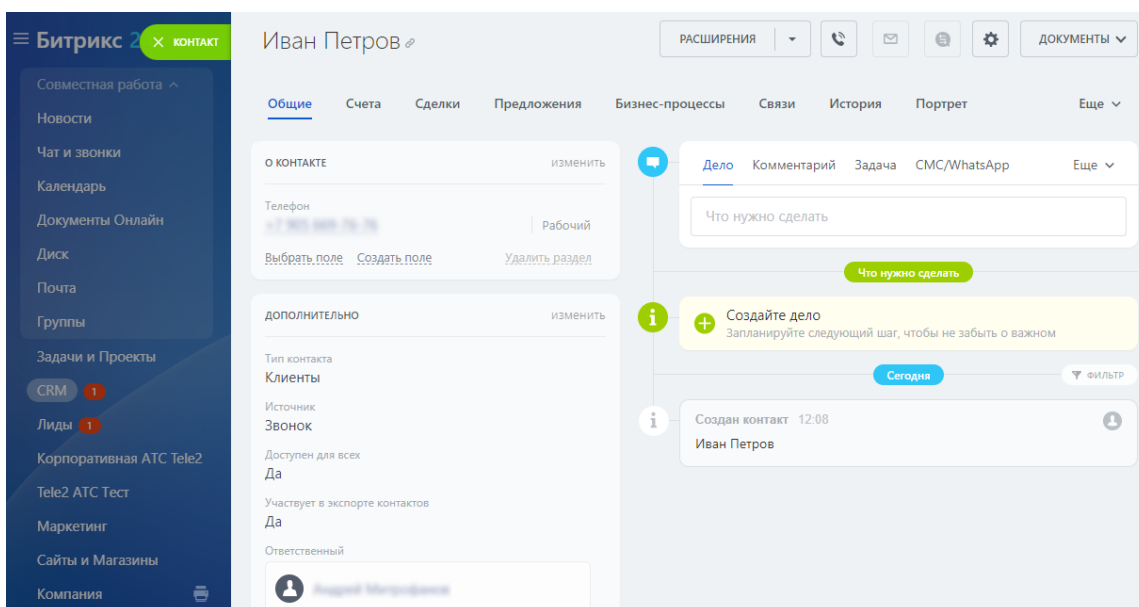 Битрикс 2
КОНТАКТ
Совместная работа
Новости
Чат и звонки
Календарь
Документы Онлайн
Диск
Почта
Группы
Задачи и Проекты
CRM 1
Лиды 1
Корпоративная АТС Tele2
Tele2 АТС Тест
Маркетинг
Сайты и Магазины
Компания
Иван Петров
РАСШИРЕНИЯ
ДОКУМЕНТЫ
Общие Счета Сделки Предложения Бизнес-процессы Связи История Портрет Еще
О КОНТАКТЕ изменить
Телефон
Рабочий
Выбрать поле Создать поле Удалить раздел
ДОПОЛНИТЕЛЬНО изменить
Тип контакта
Клиенты
Источник
Звонок
Доступен для всех
Да
Участвует в экспорте контактов
Да
Ответственный
Дело Комментарий Задача СМС/WhatsApp Еще
Что нужно сделать
Что нужно сделать
Создайте дело
Запланируйте следующий шаг, чтобы не забыть о важном
Сегодня
ФИЛЬТР
Создан контакт 12:08
Иван Петров